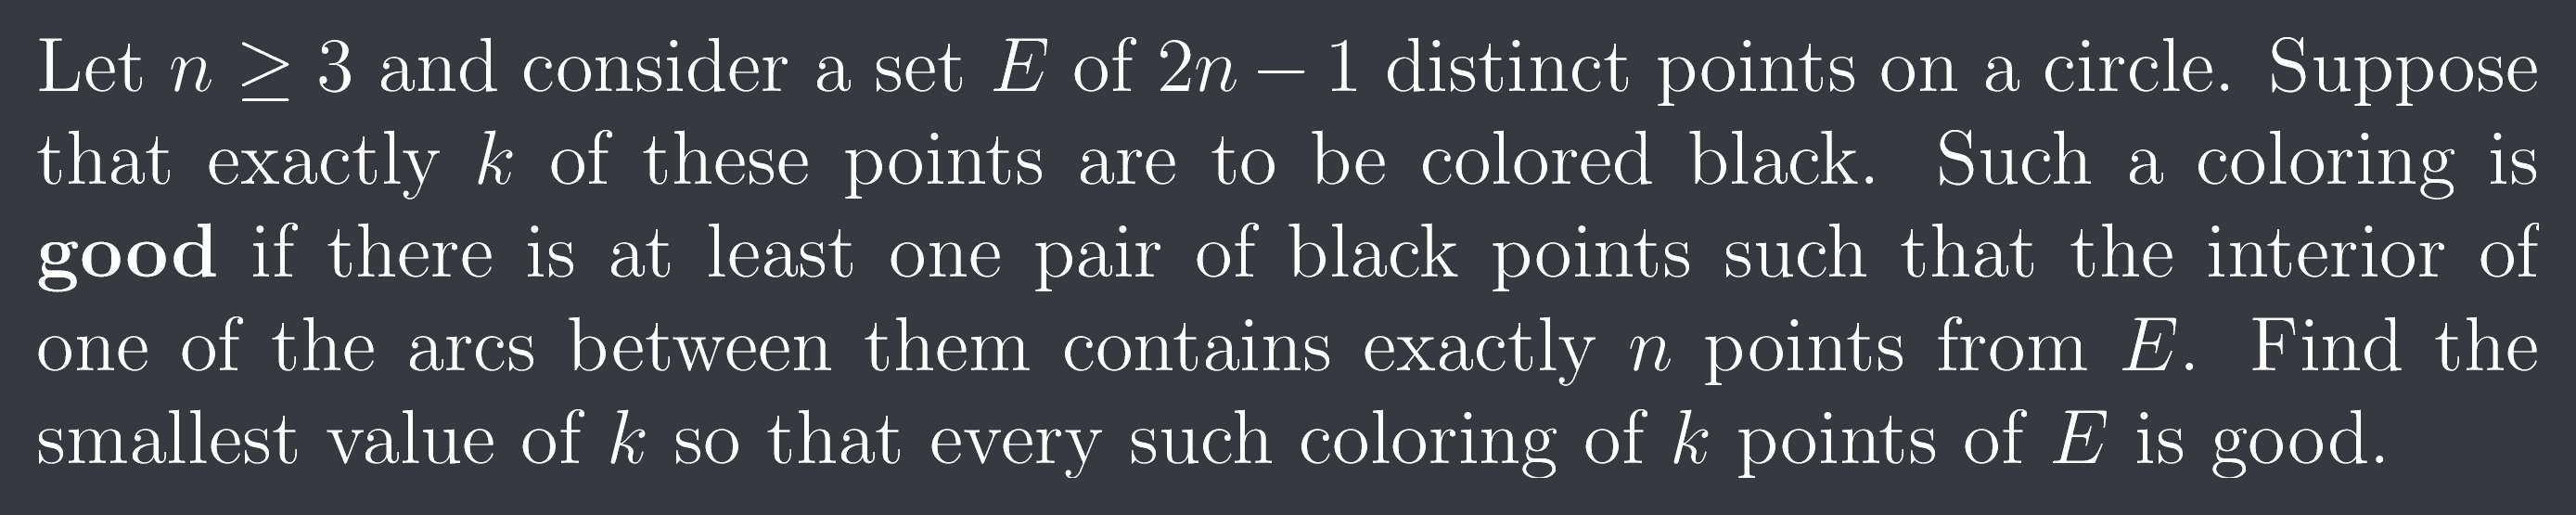 Let n ≥ 3 and consider a set E of 2n − 1 distinct points on a circle. Suppose
that exactly k of these points are to be colored black. Such a coloring is
good if there is at least one pair of black points such that the interior of
one of the arcs between them contains exactly n points from E. Find the
smallest value of k so that every such coloring of k points of E is good.